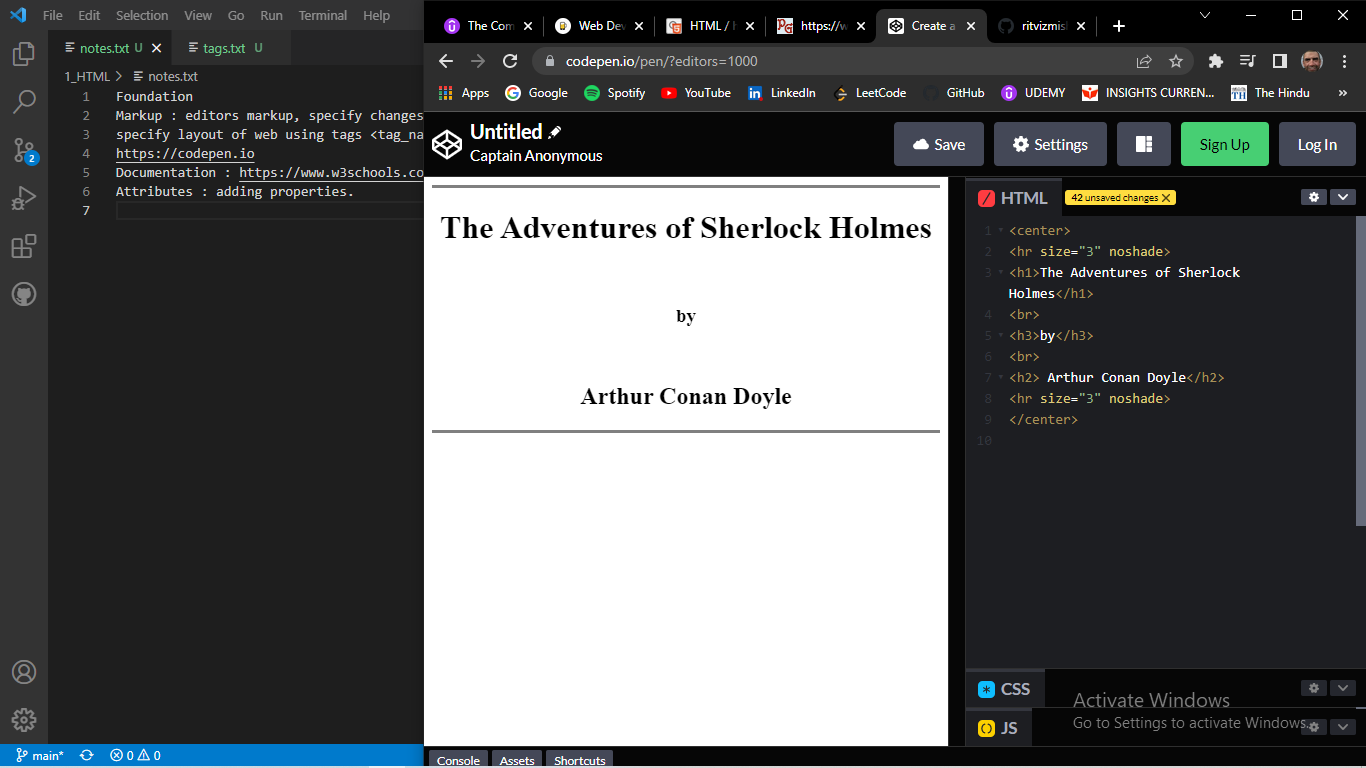 File Edit Selection View Go Run Terminal Help
notes.txt U
tags.txt U
1_HTML > notes.txt
1 Foundation
2 Markup : editors markup, specify changes
3 specify layout of web using tags <tag_na
4 https://codepen.io
5 Documentation : https://www.w3schools.co
6 Attributes : adding properties.
7
2
main* 0 0
The Com
Web Dev
HTML / H
https://w
Create a
ritvizmis
codepen.io/pen/?editors=1000
Apps Google Spotify YouTube LinkedIn LeetCode GitHub UDEMY INSIGHTS CURREN... The Hindu »
Untitled
Captain Anonymous
Save Settings Sign Up Log In
The Adventures of Sherlock Holmes
by
Arthur Conan Doyle
HTML 42 unsaved changes X
1 <center>
2 <hr size="3" noshade>
3 <h1>The Adventures of Sherlock
Holmes</h1>
4 <br>
5 <h3>by</h3>
6 <br>
7 <h2> Arthur Conan Doyle</h2>
8 <hr size="3" noshade>
9 </center>
10
CSS
JS
Activate Windows
Go to Settings to activate Windows.
Console Assets Shortcuts